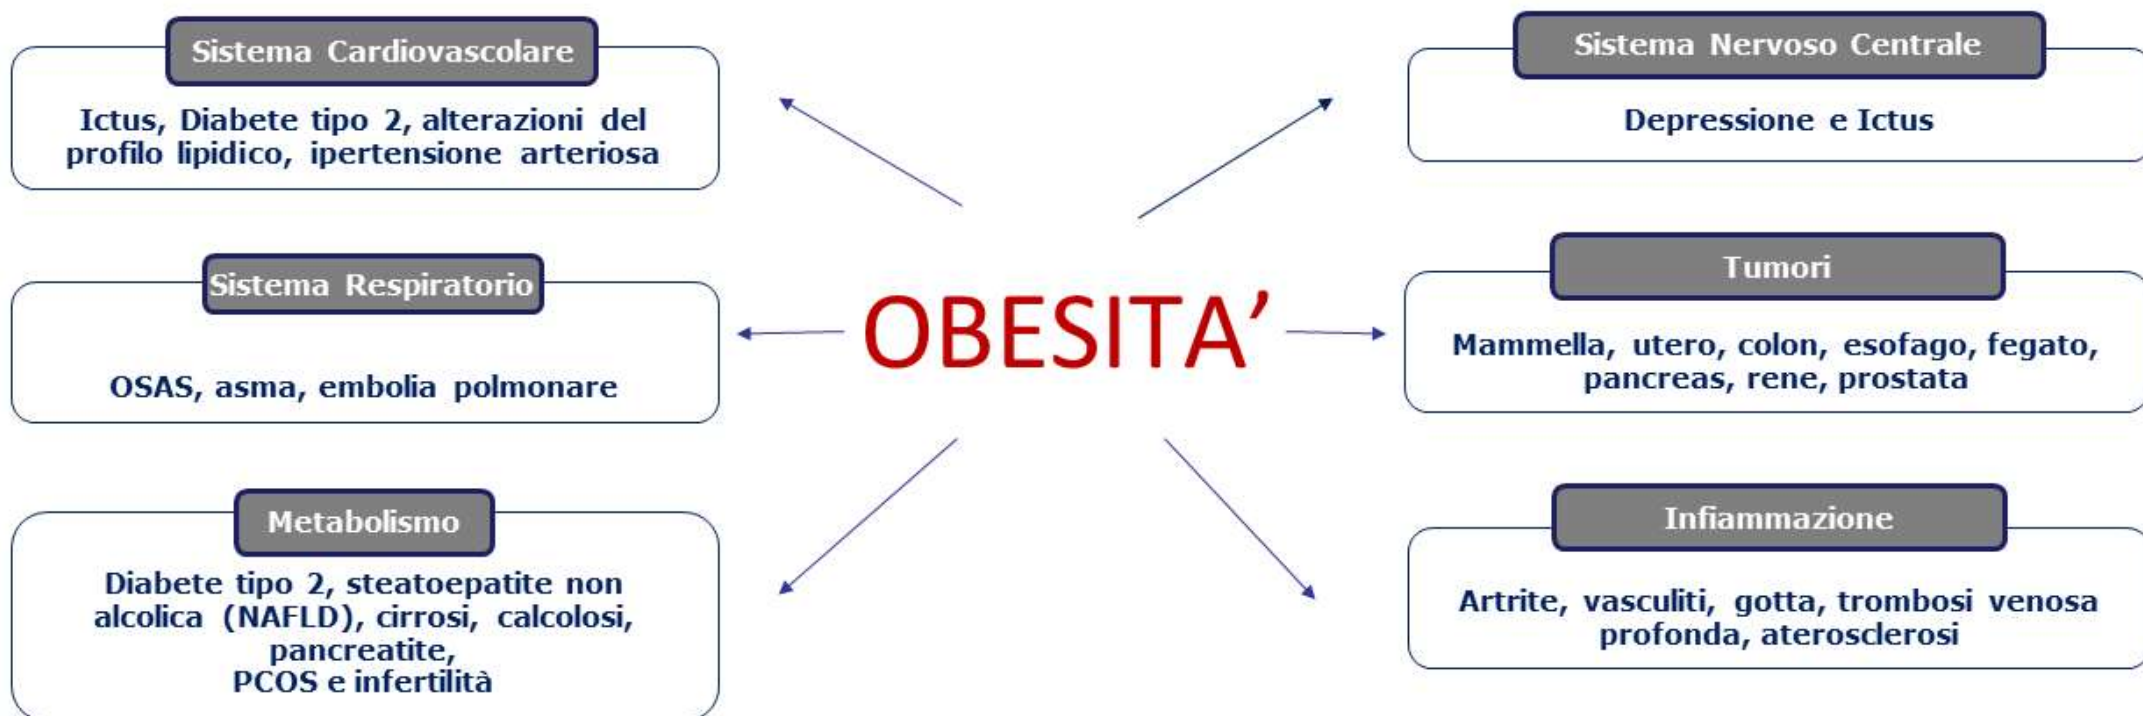 Sistema Cardiovascolare
Ictus, Diabete tipo 2, alterazioni del
profilo lipidico, ipertensione arteriosa
Sistema Respiratorio
OSAS, asma, embolia polmonare
Metabolismo
Diabete tipo 2, steatoepatite non
alcolica (NAFLD), cirrosi, calcolosi,
pancreatite,
PCOS e infertilità
OBESITA’
Sistema Nervoso Centrale
Depressione e Ictus
Tumori
Mammella, utero, colon, esofago, fegato,
pancreas, rene, prostata
Infiammazione
Artrite, vasculiti, gotta, trombosi venosa
profonda, aterosclerosi